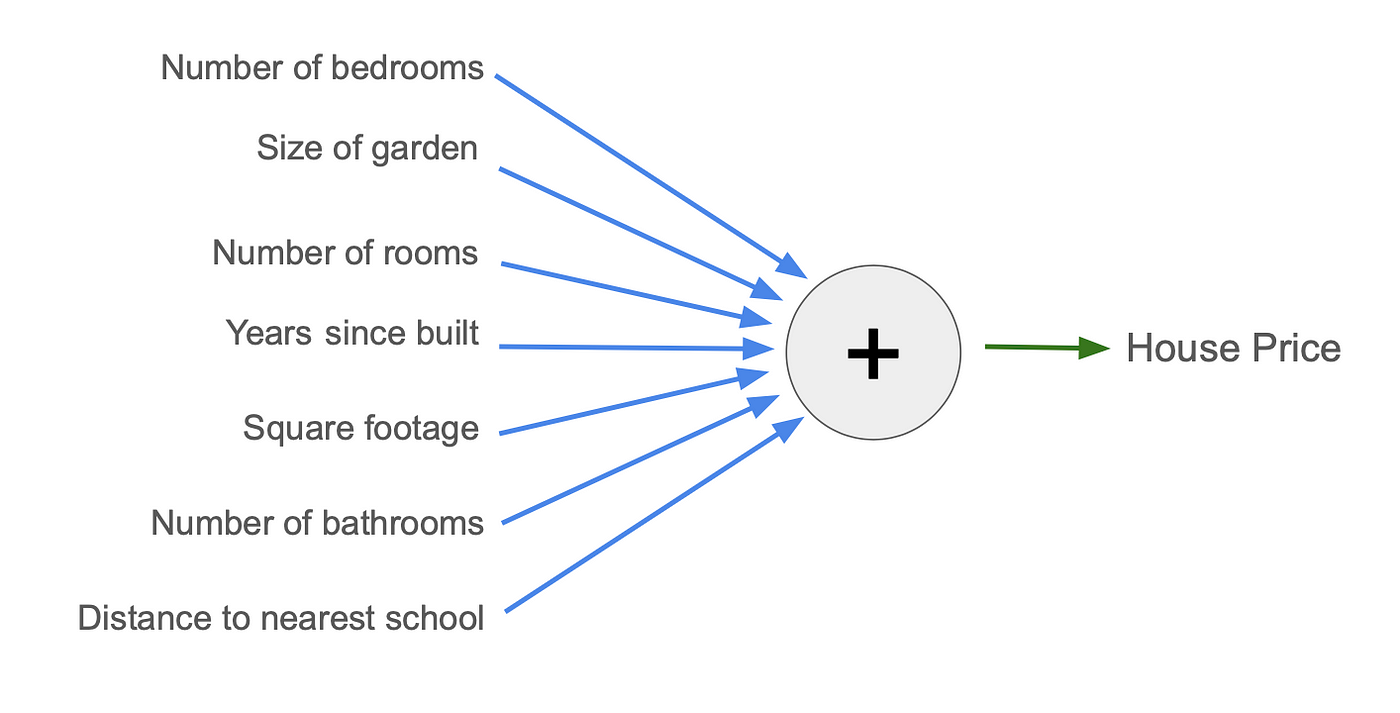 Number of bedrooms
Size of garden
Number of rooms
Years since built
Square footage
Number of bathrooms
Distance to nearest school
+
House Price